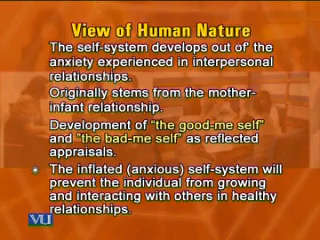 View of Human Nature
The self-system develops out of' the
anxiety experienced in interpersonal
relationships.
Originally stems from the mother-
infant relationship.
Development of “the good-me self”
and "the bad-me self" as reflected
appraisals.
The inflated (anxious) self-system will
prevent the individual from growing
and interacting with others in healthy
relationships.
VU